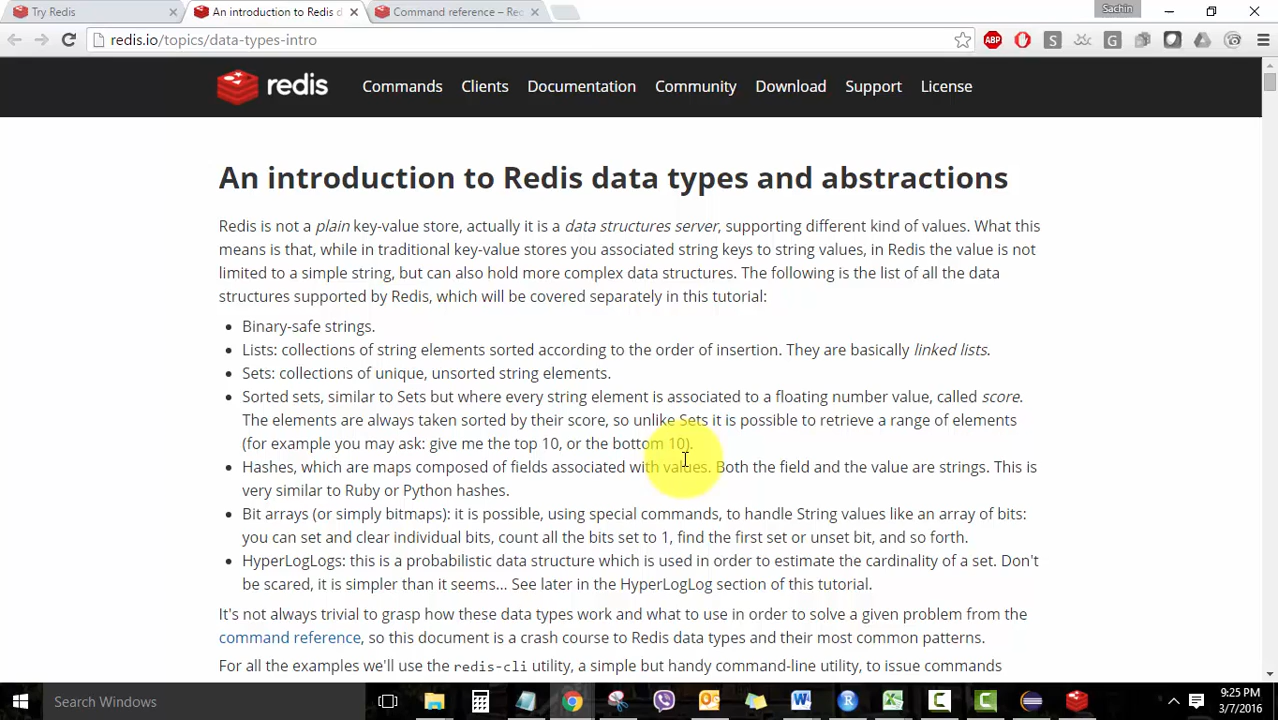 Try Redis
An introduction to Redis d
Command reference – Rec
Sachin
redis.io/topics/data-types-intro
ABP
S
G
redis
Commands
Clients
Documentation
Community
Download
Support
License
An introduction to Redis data types and abstractions
Redis is not a plain key-value store, actually it is a data structures server, supporting different kind of values. What this
means is that, while in traditional key-value stores you associated string keys to string values, in Redis the value is not
limited to a simple string, but can also hold more complex data structures. The following is the list of all the data
structures supported by Redis, which will be covered separately in this tutorial:
• Binary-safe strings.
• Lists: collections of string elements sorted according to the order of insertion. They are basically linked lists.
• Sets: collections of unique, unsorted string elements.
• Sorted sets, similar to Sets but where every string element is associated to a floating number value, called score.
The elements are always taken sorted by their score, so unlike Sets it is possible to retrieve a range of elements
(for example you may ask: give me the top 10, or the bottom 10).
• Hashes, which are maps composed of fields associated with values. Both the field and the value are strings. This is
very similar to Ruby or Python hashes.
• Bit arrays (or simply bitmaps): it is possible, using special commands, to handle String values like an array of bits:
you can set and clear individual bits, count all the bits set to 1, find the first set or unset bit, and so forth.
• HyperLogLogs: this is a probabilistic data structure which is used in order to estimate the cardinality of a set. Don't
be scared, it is simpler than it seems... See later in the HyperLogLog section of this tutorial.
It's not always trivial to grasp how these data types work and what to use in order to solve a given problem from the
command reference, so this document is a crash course to Redis data types and their most common patterns.
For all the examples we'll use the redis-cli utility, a simple but handy command-line utility, to issue commands
Search Windows
9:25 PM
3/7/2016